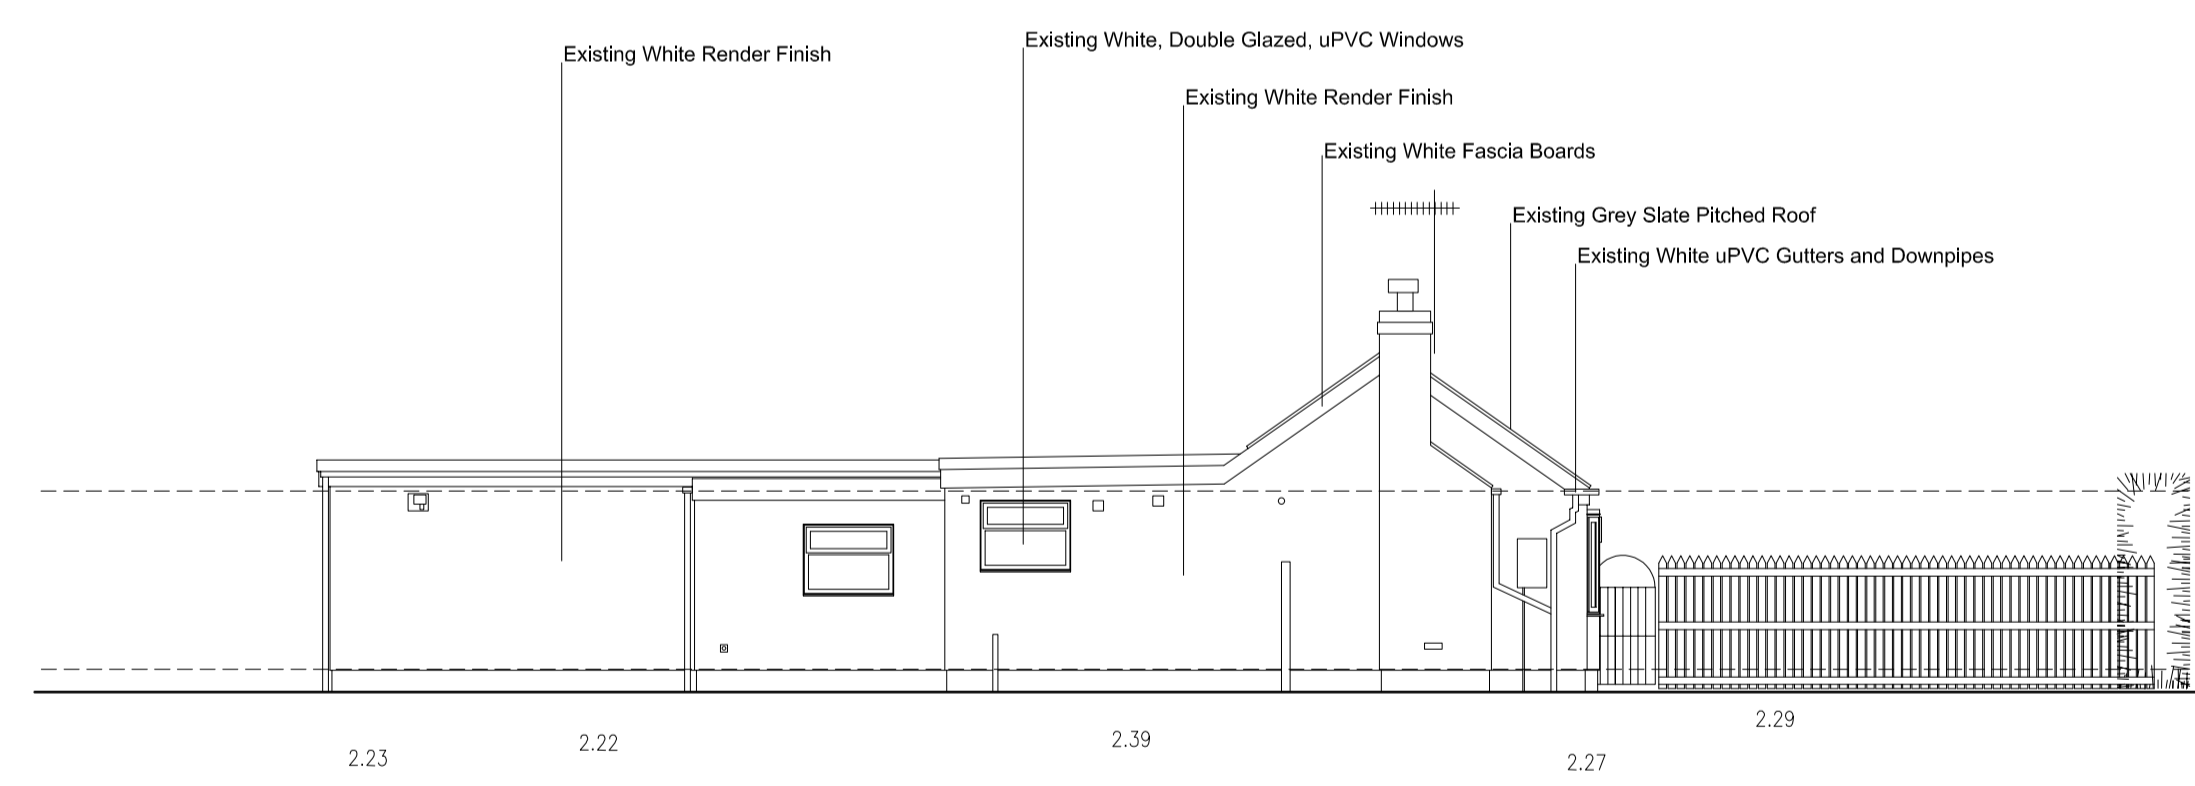 Existing White, Double Glazed, uPVC Windows
Existing White Render Finish
Existing White Render Finish
Existing White Fascia Boards
Existing Grey Slate Pitched Roof
Existing White uPVC Gutters and Downpipes
2.29
2.39
2.22
2.23
2.27